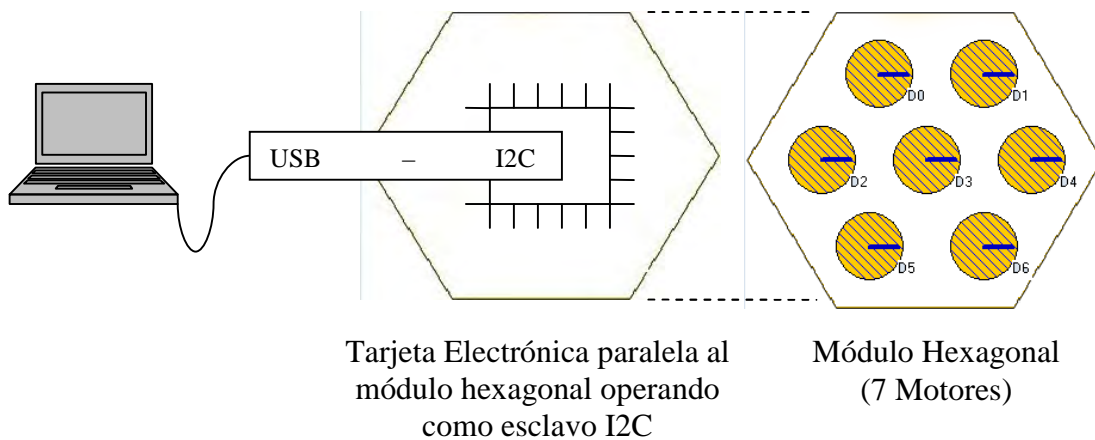 D0 D1
USB – I2C
D2 D3 D4
D5 D6
Tarjeta Electrónica paralela al
módulo hexagonal operando
como esclavo I2C
Módulo Hexagonal
(7 Motores)